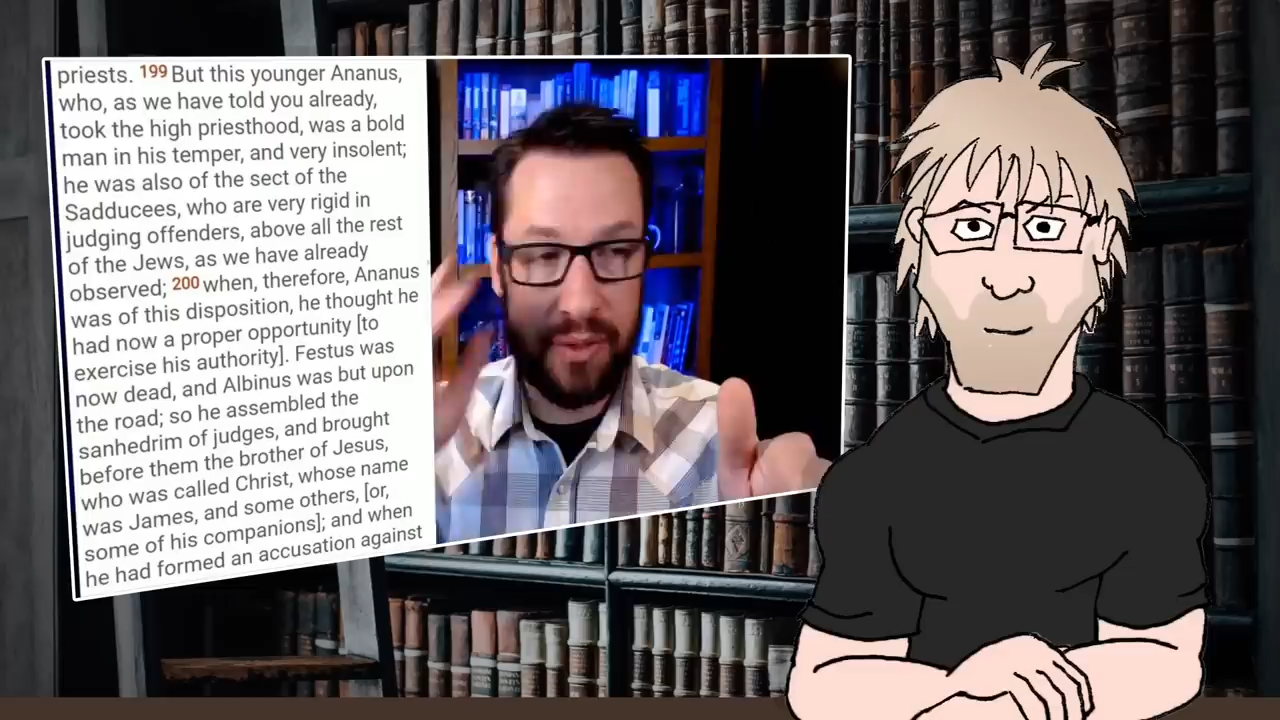 priests. 199 But this younger Ananus,
who, as we have told you already,
took the high priesthood, was a bold
man in his temper, and very insolent;
he was also of the sect of the
Sadducees, who are very rigid in
judging offenders, above all the rest
of the Jews, as we have already
observed; 200 when, therefore, Ananus
was of this disposition, he thought he
had now a proper opportunity [to
exercise his authority]. Festus was
now dead, and Albinus was but upon
the road; so he assembled the
sanhedrim of judges, and brought
before them the brother of Jesus,
who was called Christ, whose name
was James, and some others, [or,
some of his companions]; and when
he had formed an accusation against